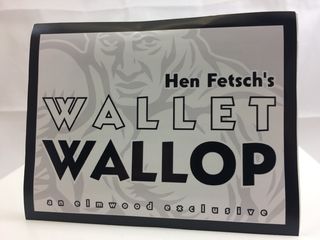 Hen Fetsch's
WALLET
WALLOP
an elmwood exclusive